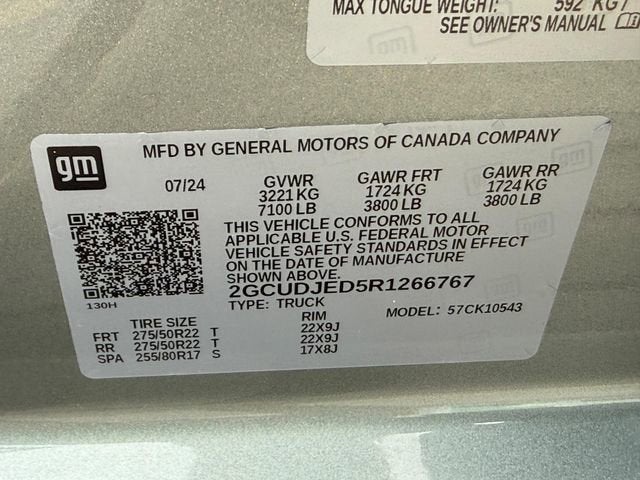 MAX TONGUE WEIGHT: 592 KG /
SEE OWNER'S MANUAL
gm
MFD BY GENERAL MOTORS OF CANADA COMPANY
07/24 GVWR GAWR FRT GAWR RR
3221 KG 1724 KG 1724 KG
7100 LB 3800 LB 3800 LB
THIS VEHICLE CONFORMS TO ALL
APPLICABLE U.S. FEDERAL MOTOR
VEHICLE SAFETY STANDARDS IN EFFECT
ON THE DATE OF MANUFACTURE
SHOWN ABOVE.
2GCUDJED5R1266767
130H
TYPE: TRUCK MODEL: 57CK10543
TIRE SIZE RIM
FRT 275/50R22 T 22X9J
RR 275/50R22 T 22X9J
SPA 255/80R17 S 17X8J